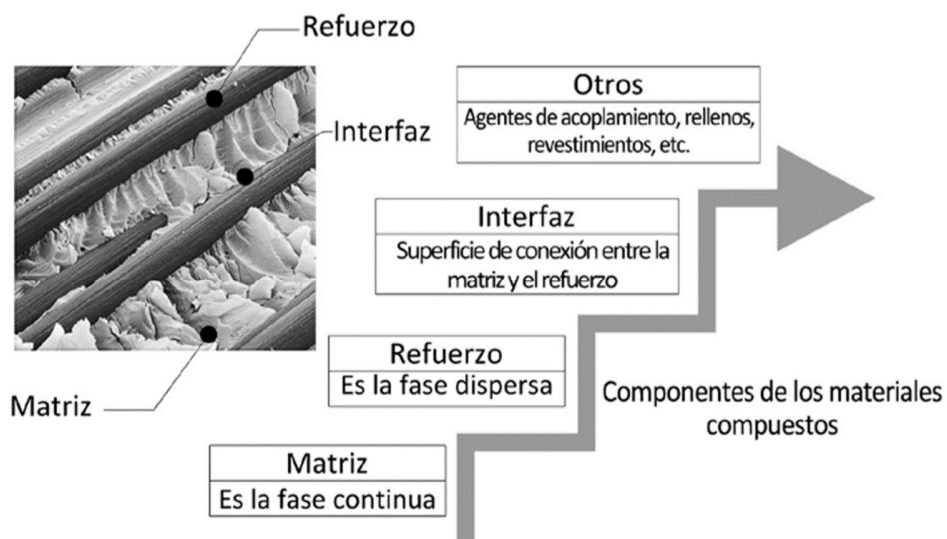 Refuerzo
Interfaz
Matriz
Otros
Agentes de acoplamiento, rellenos,
revestimientos, etc.
Interfaz
Superficie de conexión entre la
matriz y el refuerzo
Refuerzo
Es la fase dispersa
Matriz
Es la fase continua
Componentes de los materiales
compuestos